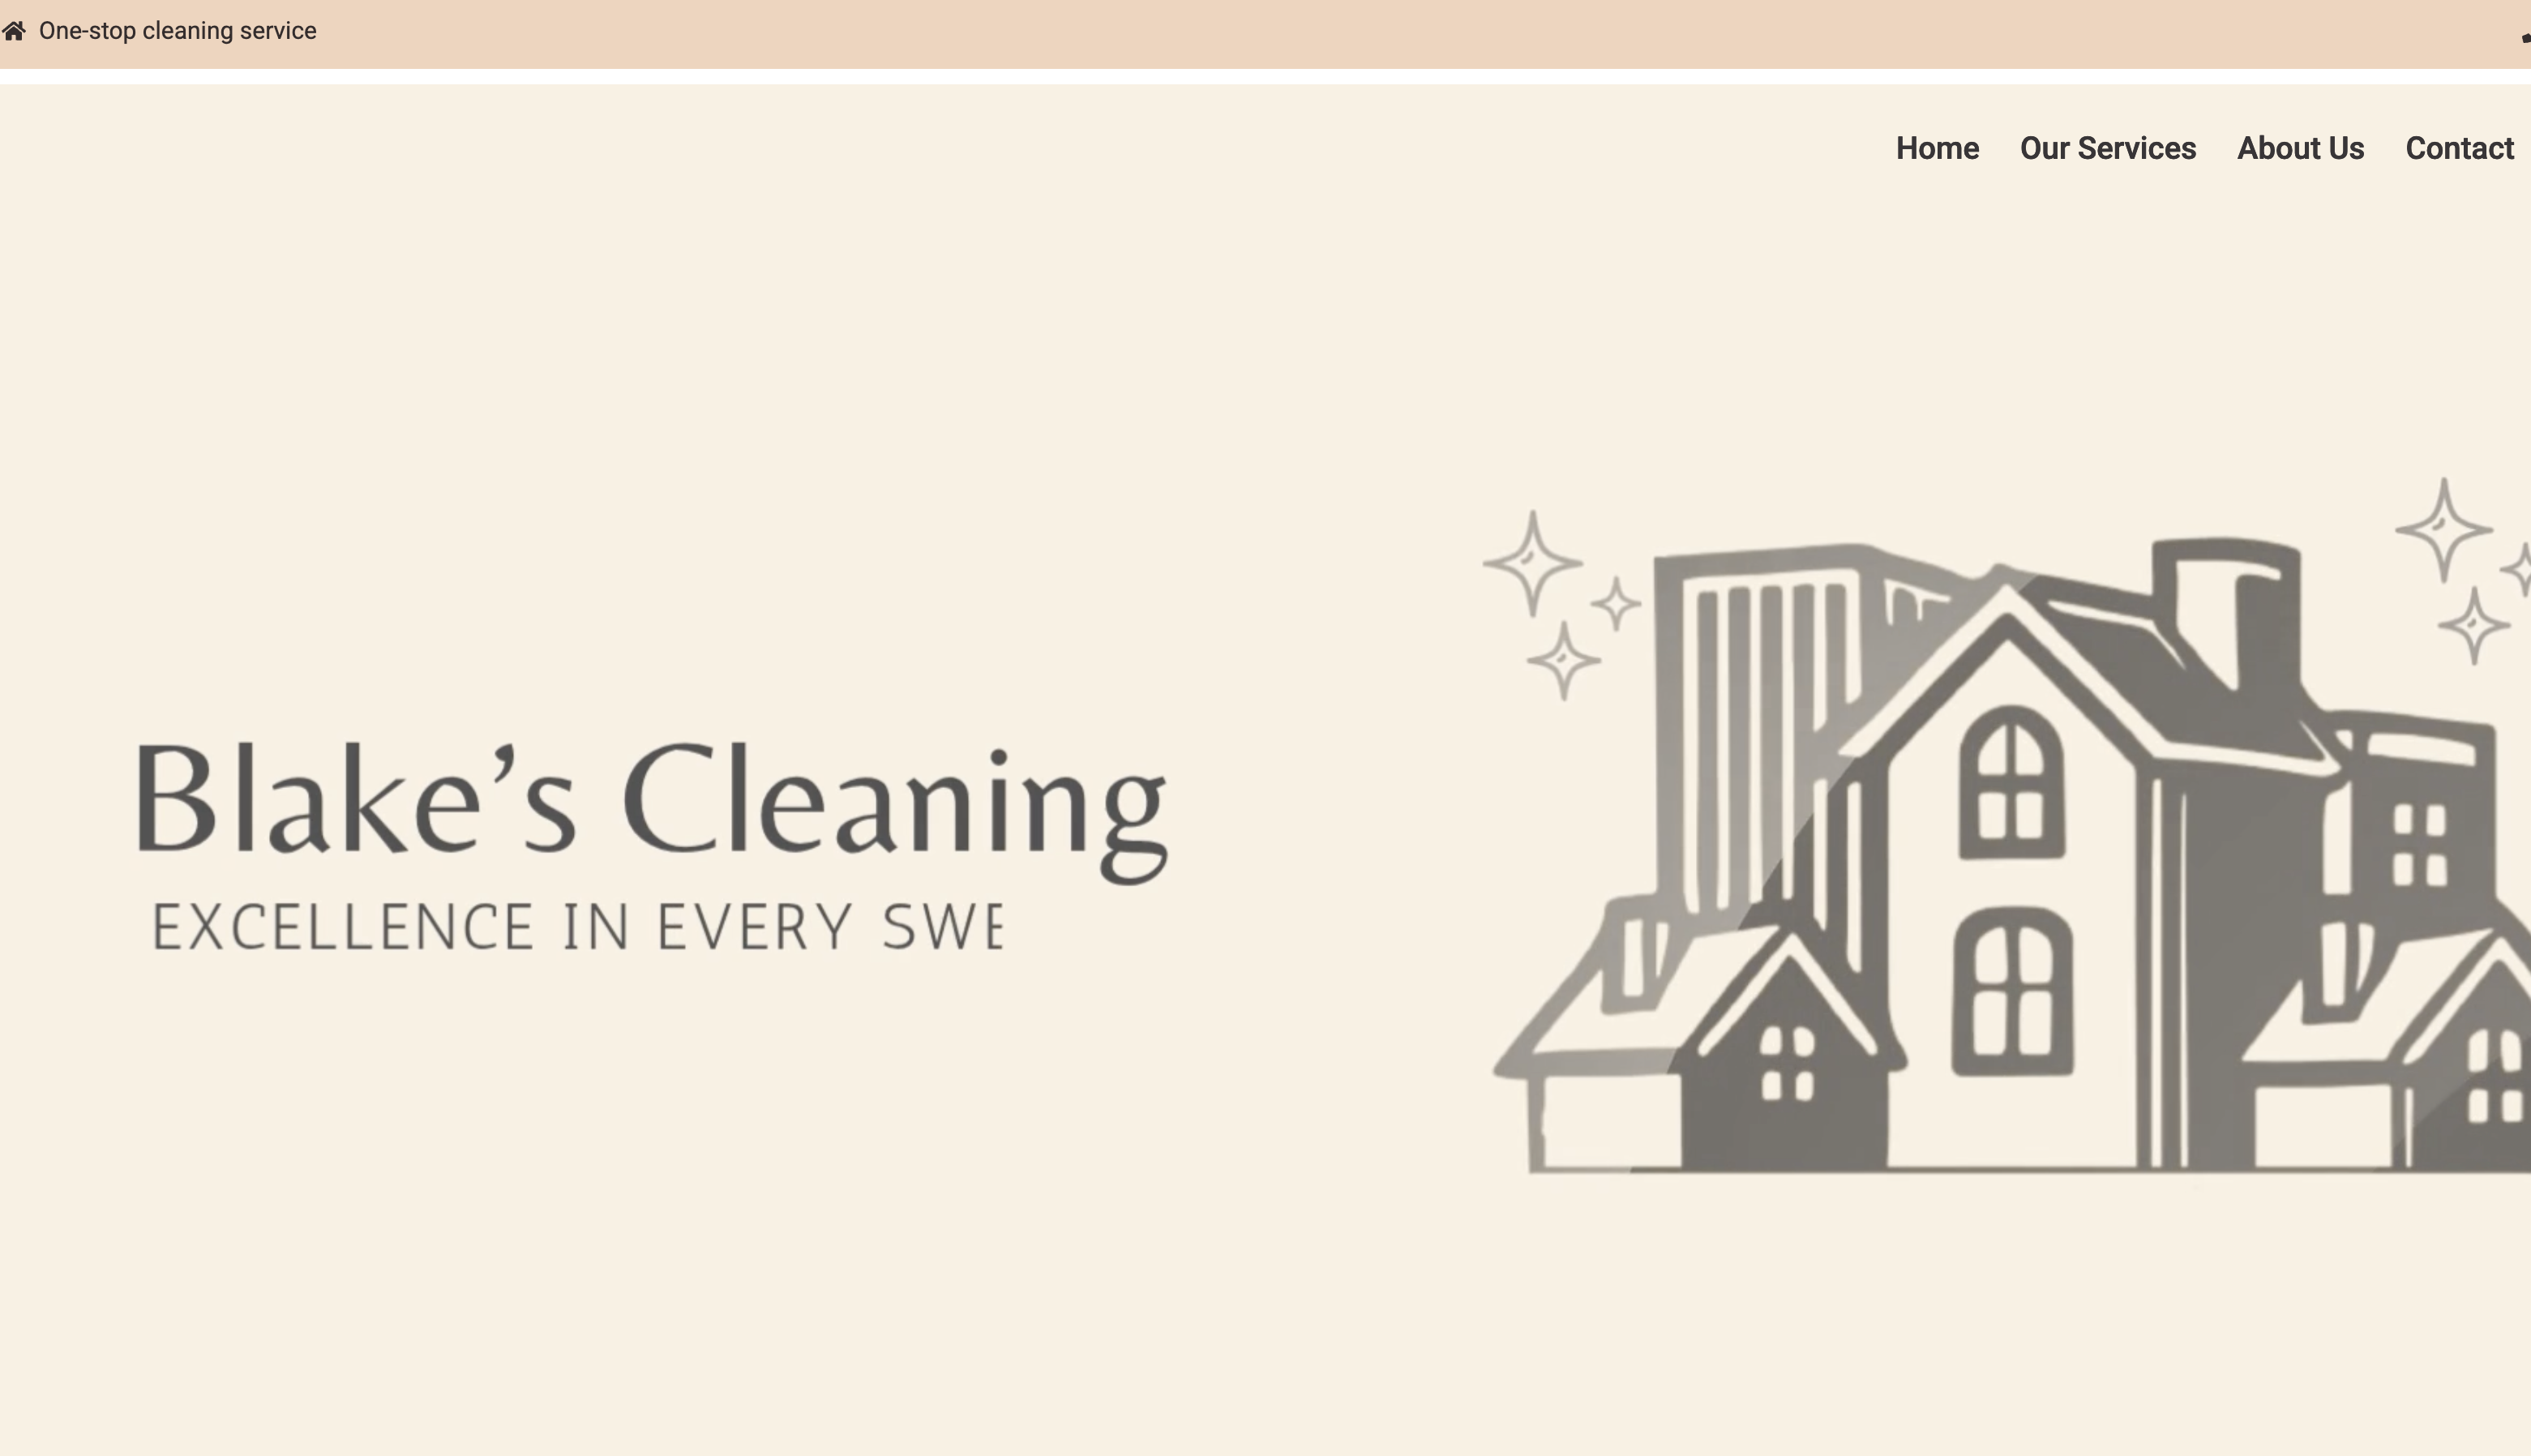 One-stop cleaning service
Home Our Services About Us Contact
Blake’s Cleaning
EXCELLENCE IN EVERY SWE